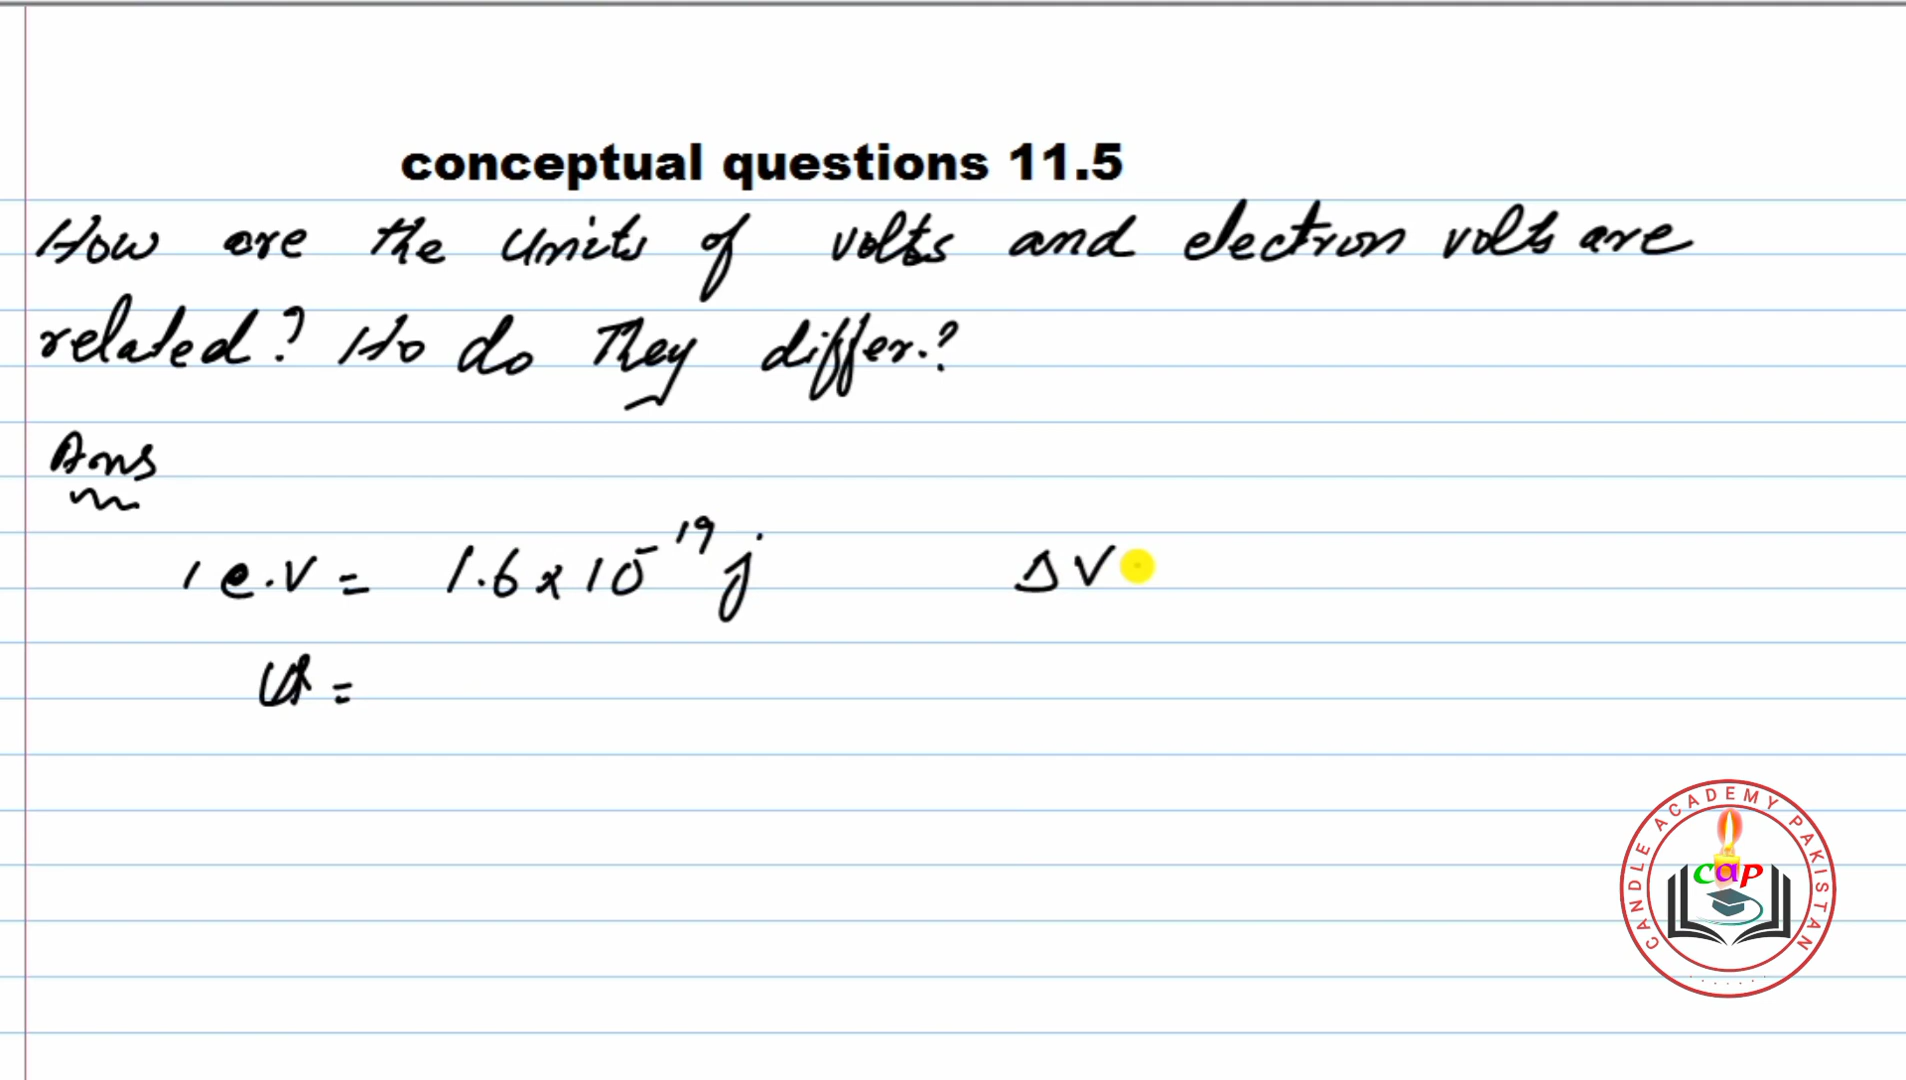 conceptual questions 11.5
How are the units of volts and electron volts are
related? Ho do They differ.?
Ans
1 e.V = 1.6 x 10⁻¹⁹ j
Δ V
=
CANDLE ACADEMY PAKISTAN
cap